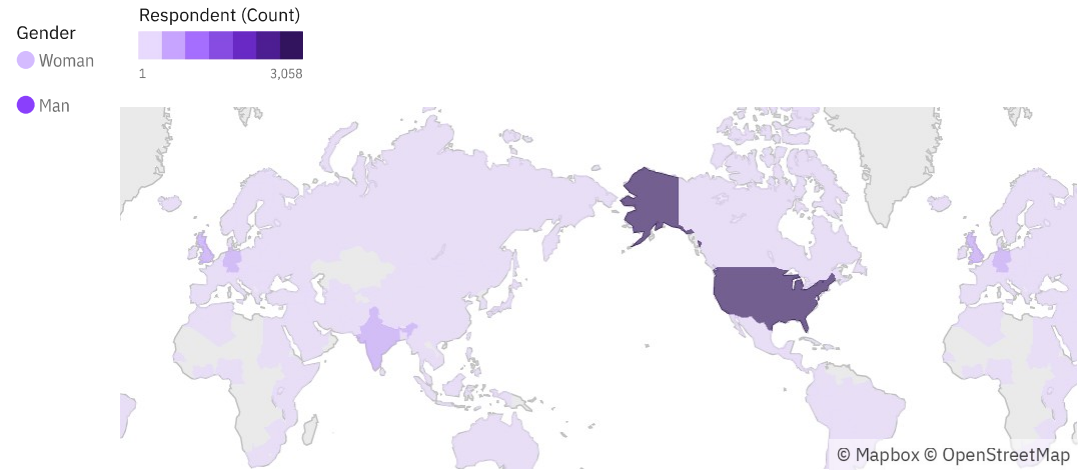 Gender
Woman
Man
Respondent (Count)
1
3,058
© Mapbox © OpenStreetMap